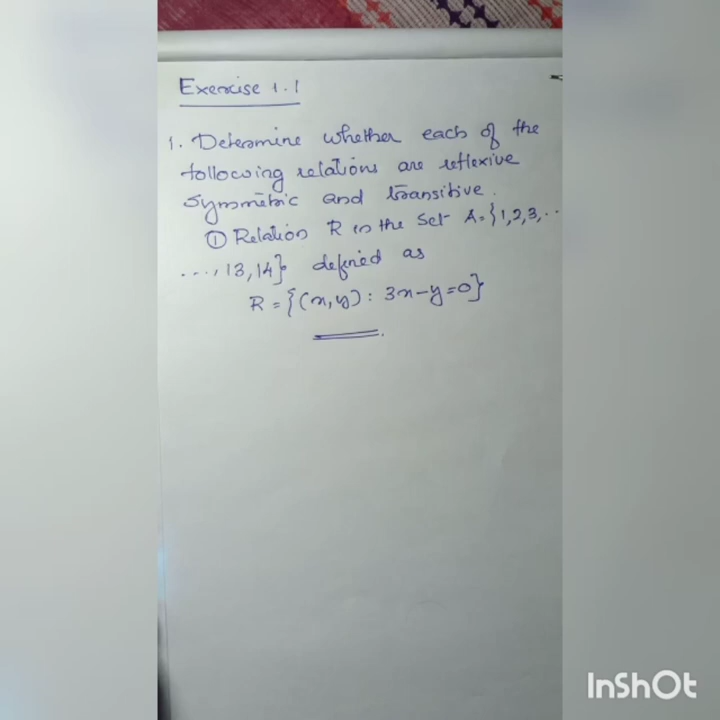 Exercise 1.1
1. Determine whether each of the
following relations are reflexive
symmetric and transitive.
① Relation R in the set A = {1,2,3,..
...., 13,14} defined as
R = {(x,y) : 3x-y=0}
InShOt